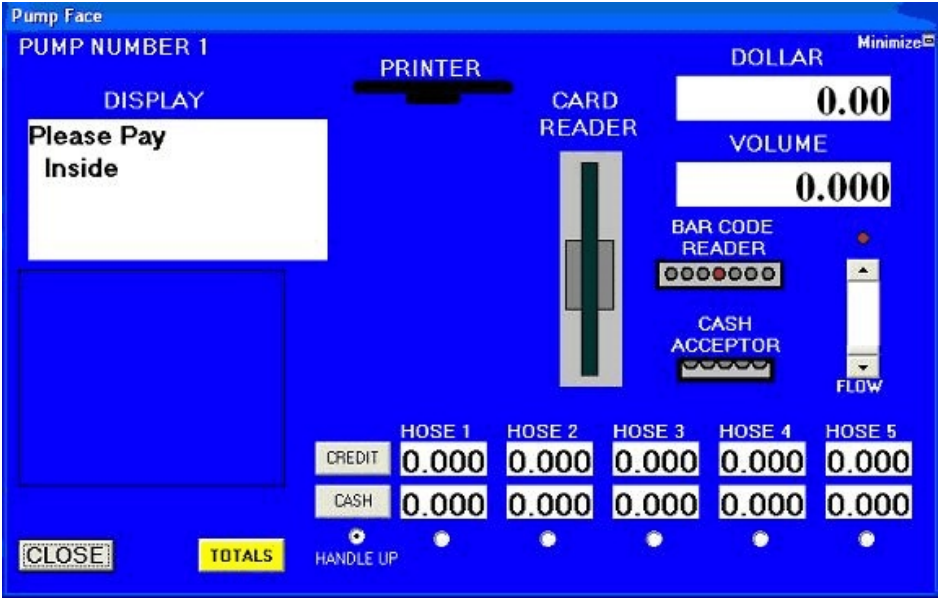 Pump Face
PUMP NUMBER 1
Minimize
PRINTER
DOLLAR
0.00
DISPLAY
CARD
READER
Please Pay
Inside
VOLUME
0.000
BAR CODE
READER
CASH
ACCEPTOR
FLOW
HOSE 1 HOSE 2 HOSE 3 HOSE 4 HOSE 5
CREDIT 0.000 0.000 0.000 0.000 0.000
CASH 0.000 0.000 0.000 0.000 0.000
HANDLE UP
CLOSE
TOTALS